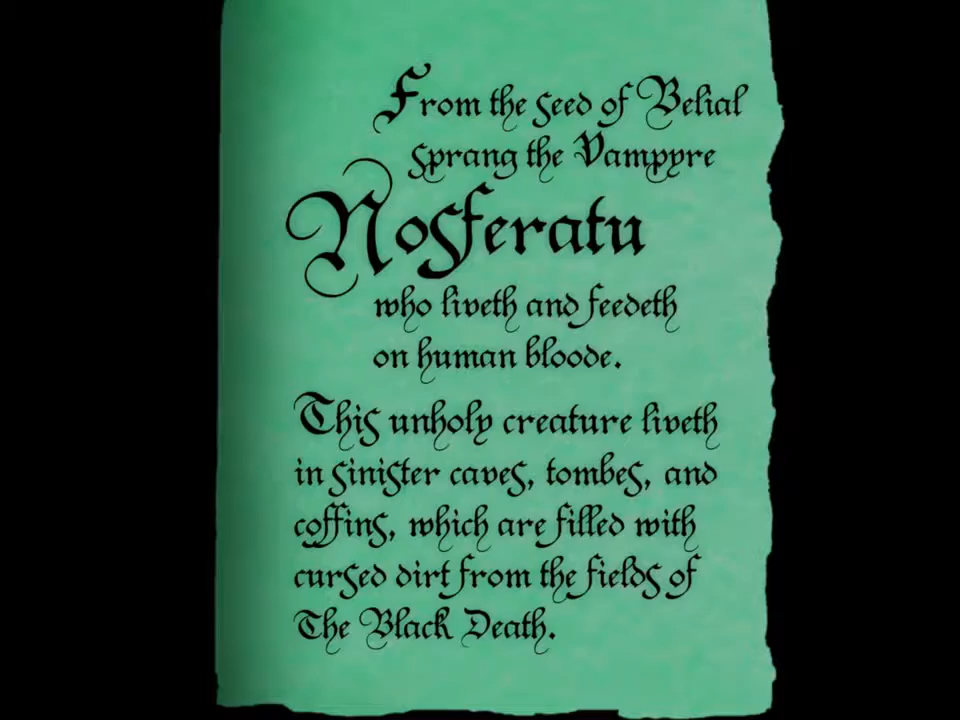 From the seed of Belial
sprang the Vampyre
Nosferatu
who liveth and feedeth
on human bloode.
This unholy creature liveth
in sinister caves, tombes, and
coffins, which are filled with
cursed dirt from the fields of
The Black Death.